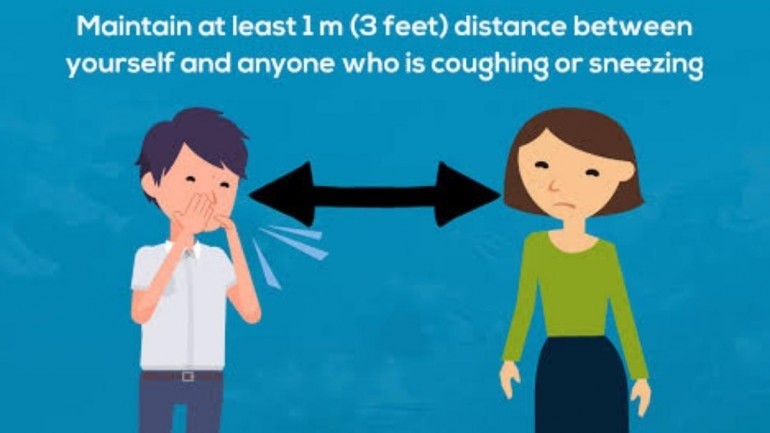 Maintain at least 1 m (3 feet) distance between
yourself and anyone who is coughing or sneezing